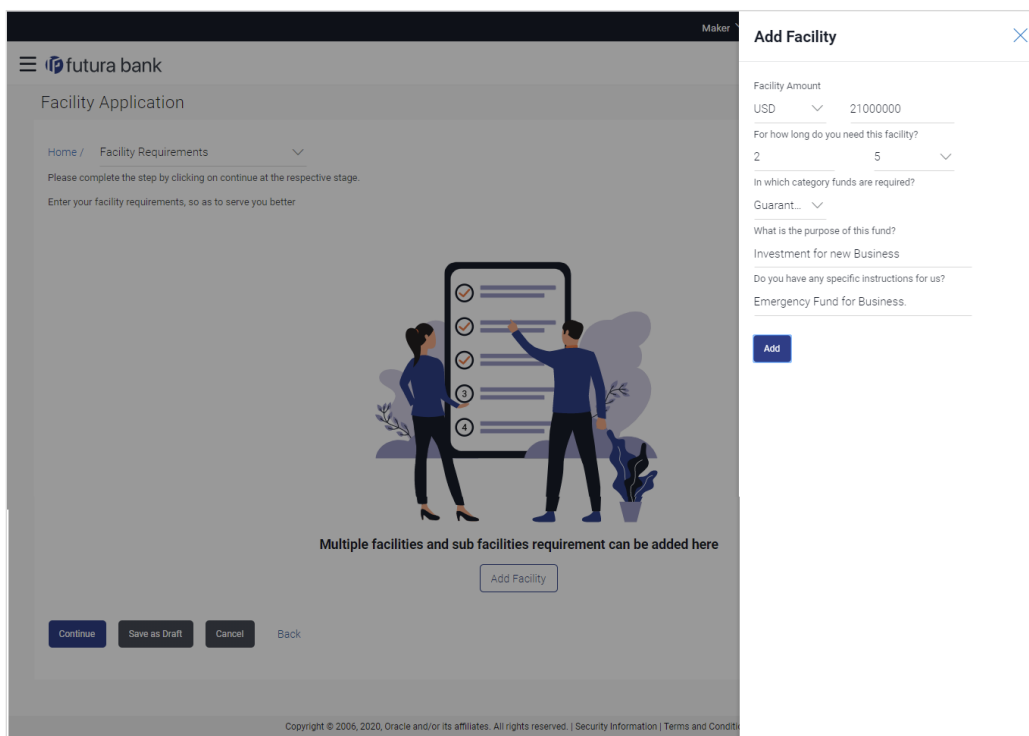 Maker
futura bank
Facility Application
Home / Facility Requirements
Please complete the step by clicking on continue at the respective stage.
Enter your facility requirements, so as to serve you better
3
4
Multiple facilities and sub facilities requirement can be added here
Add Facility
Continue Save as Draft Cancel Back
Copyright © 2006, 2020, Oracle and/or its affiliates. All rights reserved. | Security Information | Terms and Conditi
Add Facility
Facility Amount
USD 21000000
For how long do you need this facility?
2 5
In which category funds are required?
Guarant...
What is the purpose of this fund?
Investment for new Business
Do you have any specific instructions for us?
Emergency Fund for Business.
Add